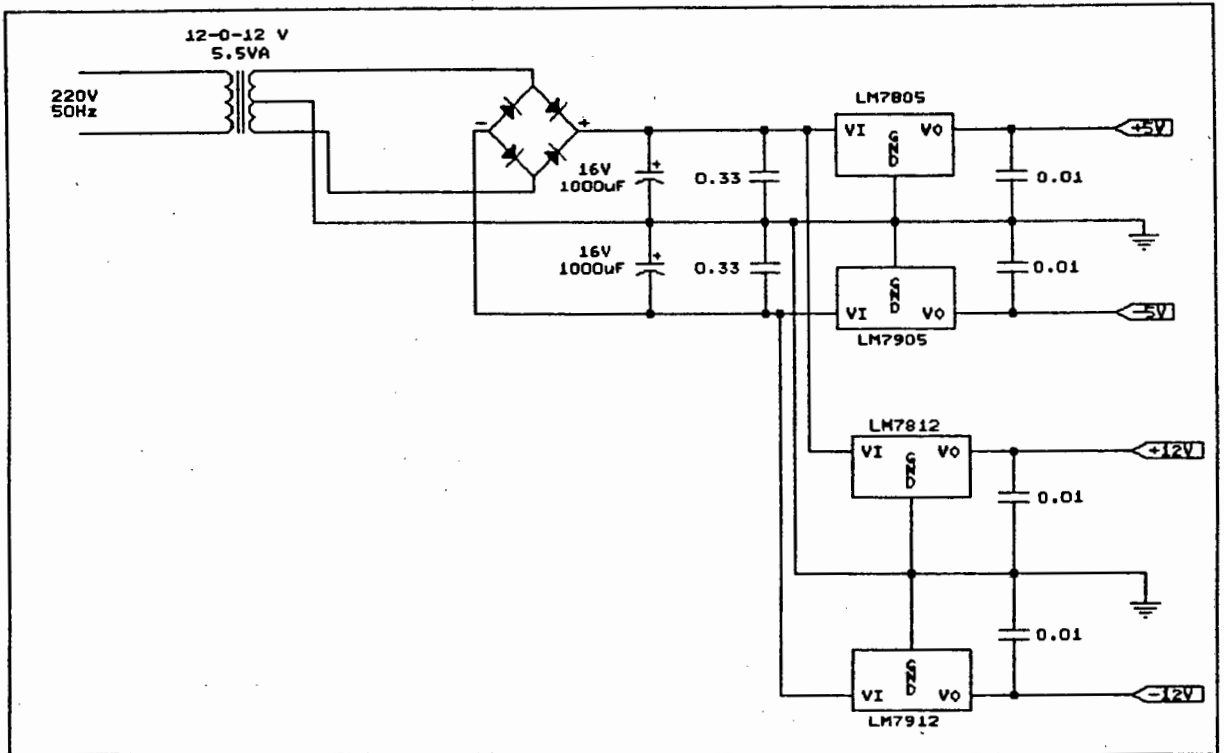 12-0-12 V
5.5VA
220V
50Hz
-
+
16V
1000uF
+
0.33
LM7805
VI
GND
VO
+5V
0.01
16V
1000uF
+
0.33
GND
VI
VO
LM7905
0.01
-5V
LM7812
VI
GND
VO
+12V
0.01
0.01
GND
VI
VO
LM7912
-12V